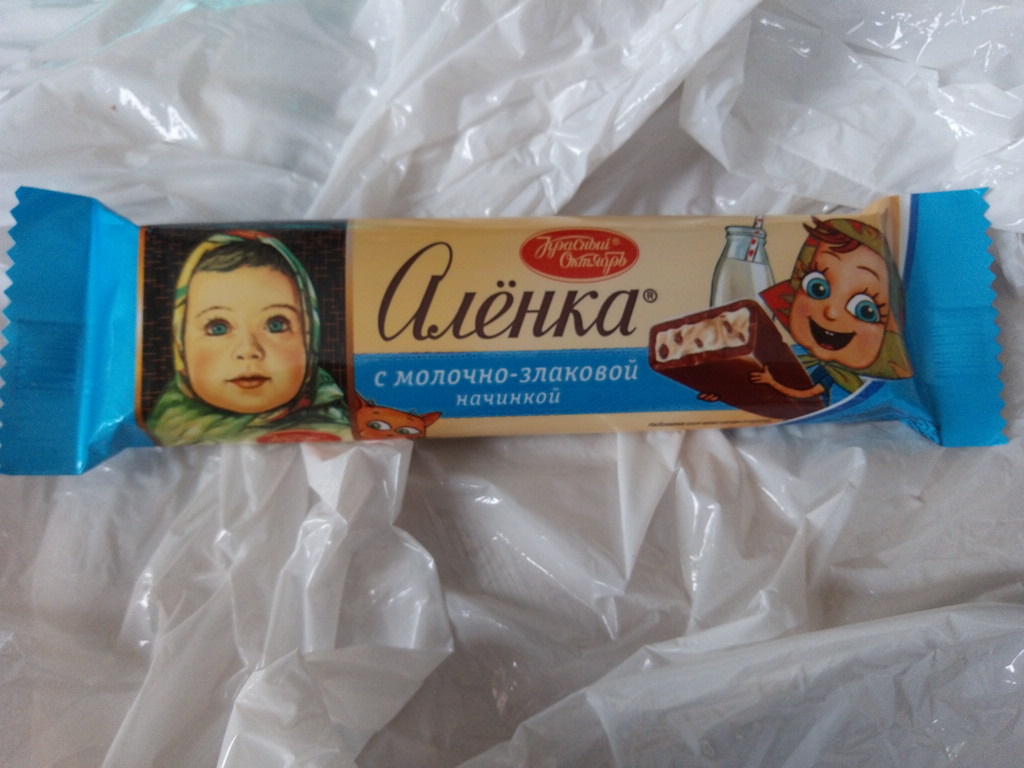 Красный
Октябрь
Алёнка®
с молочно-злаковой
начинкой